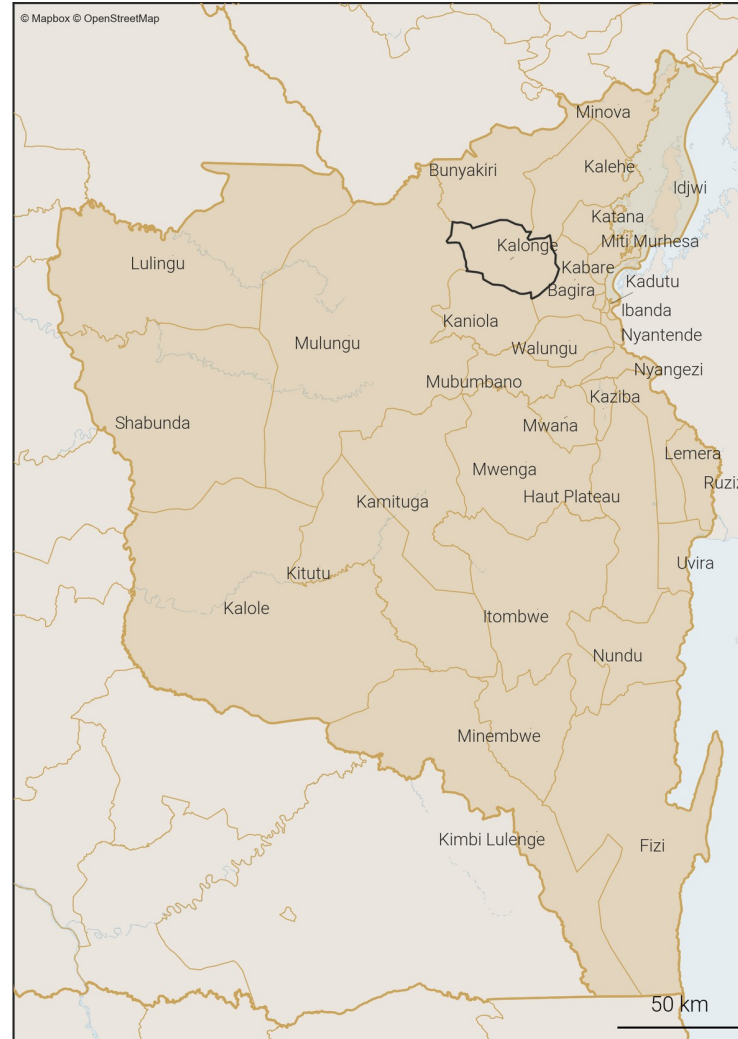 © Mapbox © OpenStreetMap
Minova
Bunyakiri
Kalehe
Idjwi
Katana
Kalonge
Miti Murhesa
Lulingu
Kabare
Kadutu
Bagira
Ibanda
Kaniola
Nyantende
Mulungu
Walungu
Nyangezi
Mubumbano
Kaziba
Shabunda
Mwana
Lemera
Mwenga
Ruziz
Kamituga
Haut Plateau
Uvira
Kitutu
Kalole
Itombwe
Nundu
Minembwe
Kimbi Lulenge
Fizi
50 km